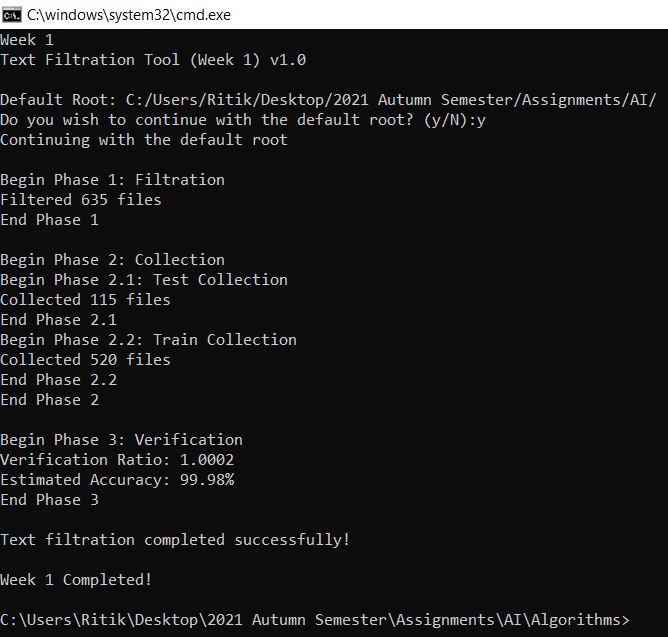 C:\windows\system32\cmd.exe
Week 1
Text Filtration Tool (Week 1) v1.0
Default Root: C:/Users/Ritik/Desktop/2021 Autumn Semester/Assignments/AI/
Do you wish to continue with the default root? (y/N):y
Continuing with the default root
Begin Phase 1: Filtration
Filtered 635 files
End Phase 1
Begin Phase 2: Collection
Begin Phase 2.1: Test Collection
Collected 115 files
End Phase 2.1
Begin Phase 2.2: Train Collection
Collected 520 files
End Phase 2.2
End Phase 2
Begin Phase 3: Verification
Verification Ratio: 1.0002
Estimated Accuracy: 99.98%
End Phase 3
Text filtration completed successfully!
Week 1 Completed!
C:\Users\Ritik\Desktop\2021 Autumn Semester\Assignments\AI\Algorithms>